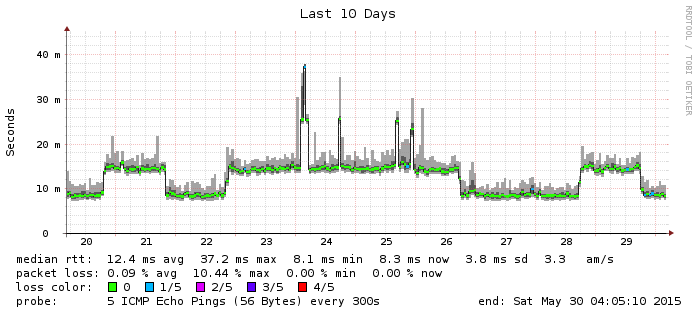 Last 10 Days
RRDTOOL / TOBI OETIKER
Seconds
40 m
30 m
20 m
10 m
0
20 21 22 23 24 25 26 27 28 29
median rtt: 12.4 ms avg 37.2 ms max 8.1 ms min 8.3 ms now 3.8 ms sd 3.3 am/s
packet loss: 0.09 % avg 10.44 % max 0.00 % min 0.00 % now
loss color: 0 1/5 2/5 3/5 4/5
probe: 5 ICMP Echo Pings (56 Bytes) every 300s end: Sat May 30 04:05:10 2015